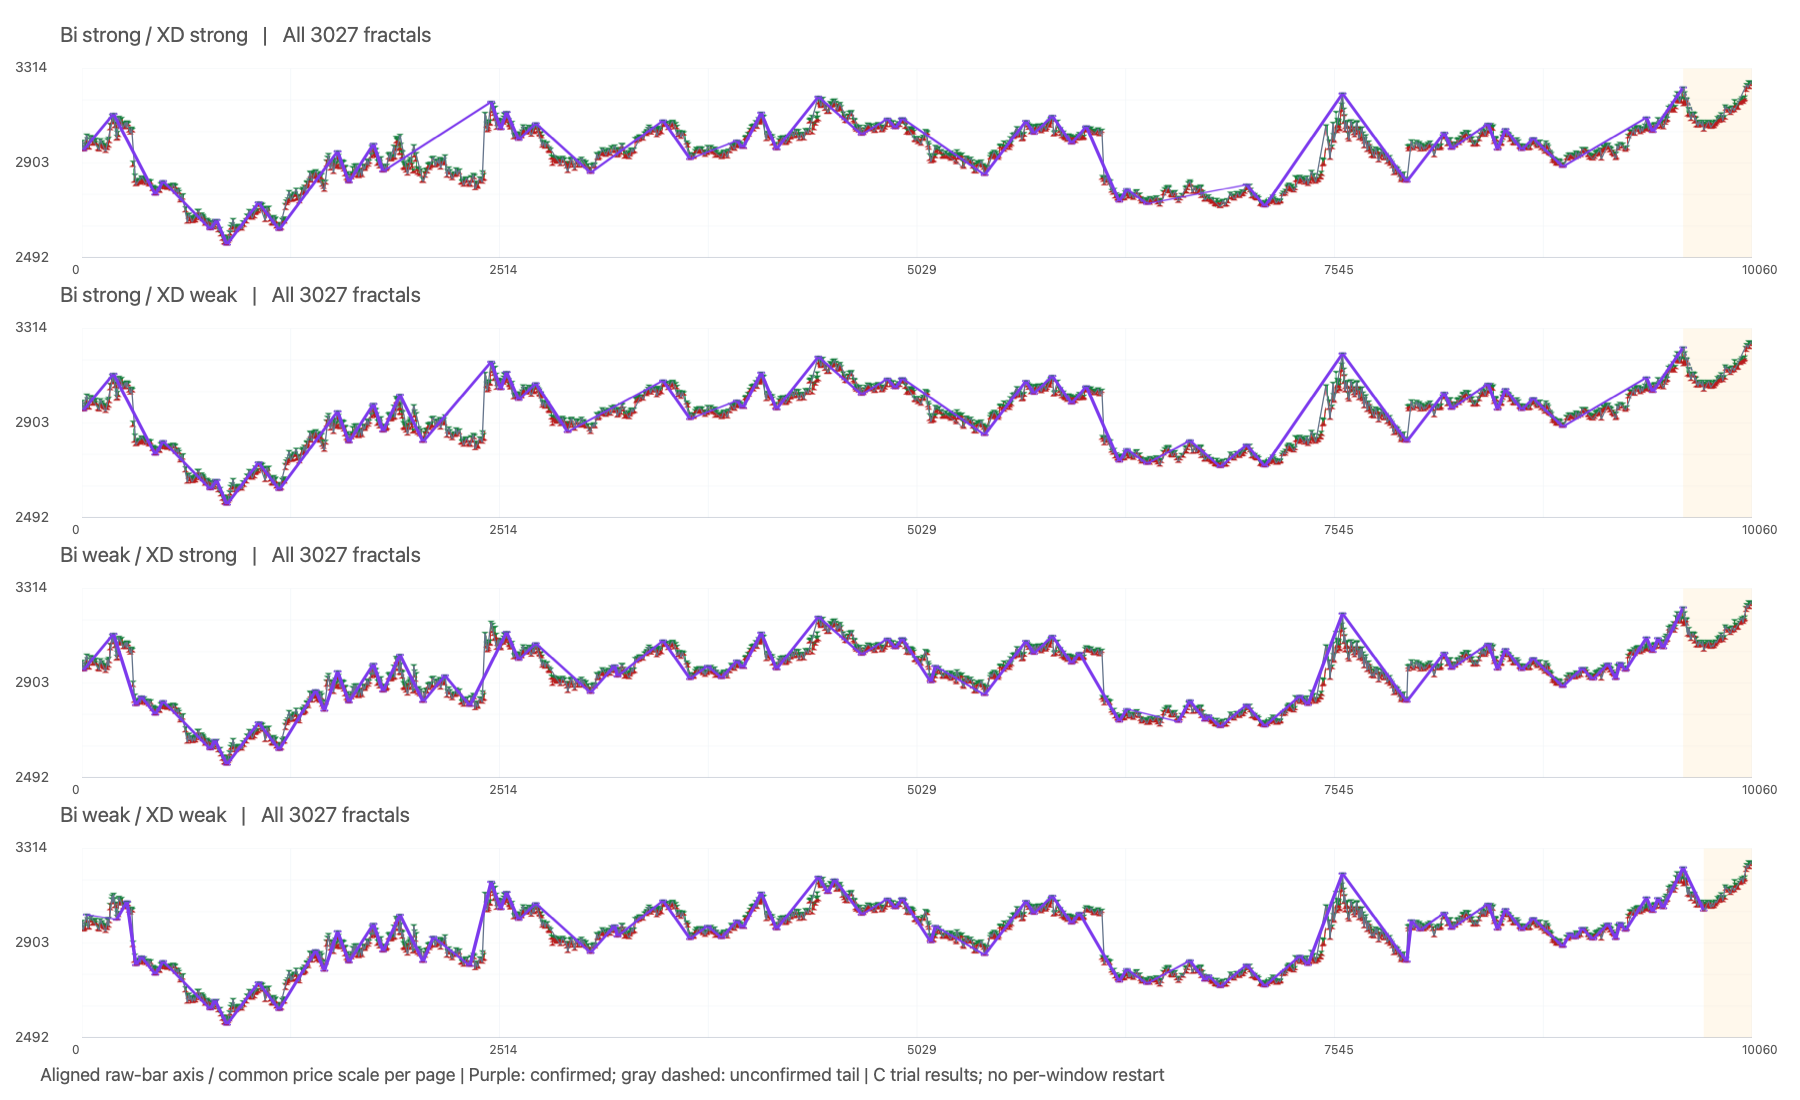 Bi strong / XD strong | All 3027 fractals
3314
2903
2492
0 2514 5029 7545 10060
Bi strong / XD weak | All 3027 fractals
3314
2903
2492
0 2514 5029 7545 10060
Bi weak / XD strong | All 3027 fractals
3314
2903
2492
0 2514 5029 7545 10060
Bi weak / XD weak | All 3027 fractals
3314
2903
2492
0 2514 5029 7545 10060
Aligned raw-bar axis / common price scale per page | Purple: confirmed; gray dashed: unconfirmed tail | C trial results; no per-window restart